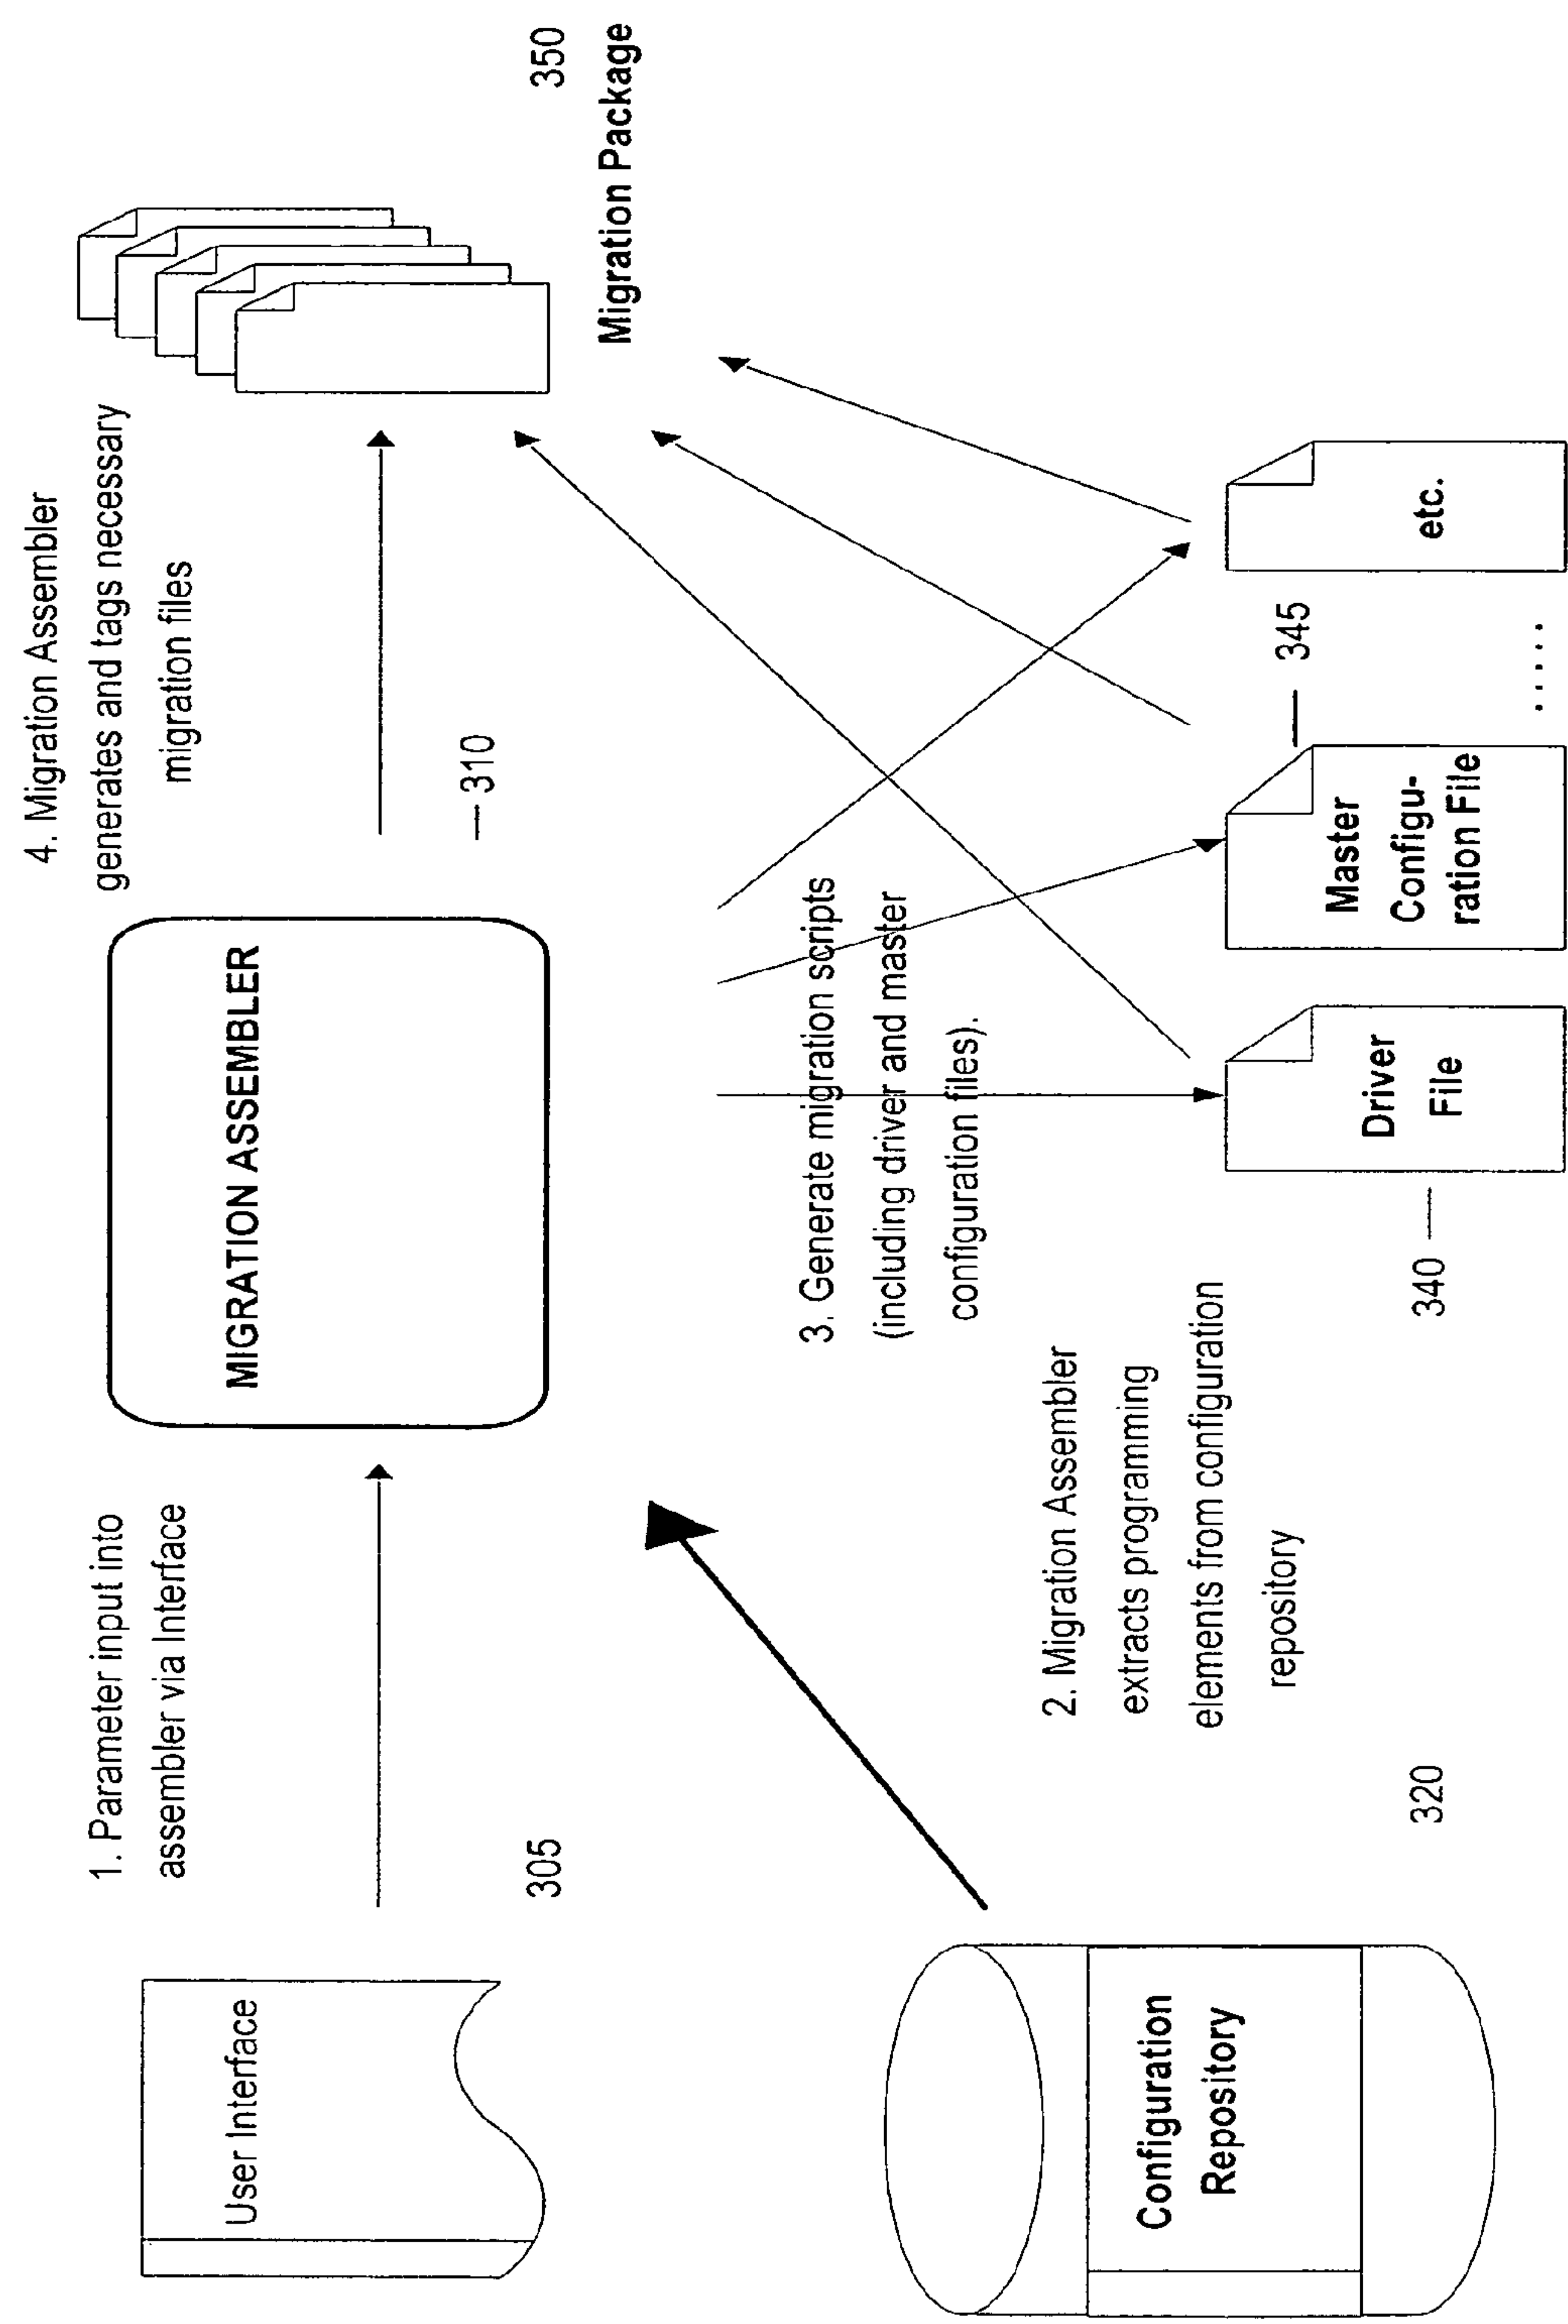 1. Parameter input into
assembler via Interface
User Interface
305
MIGRATION ASSEMBLER
310
4. Migration Assembler
generates and tags necessary
migration files
350
Migration Package
Configuration
Repository
320
2. Migration Assembler
extracts programming
elements from configuration
repository
3. Generate migration scripts
(including driver and master
configuration files).
340
Driver
File
Master
Configu-
ration File
345
.....
etc.